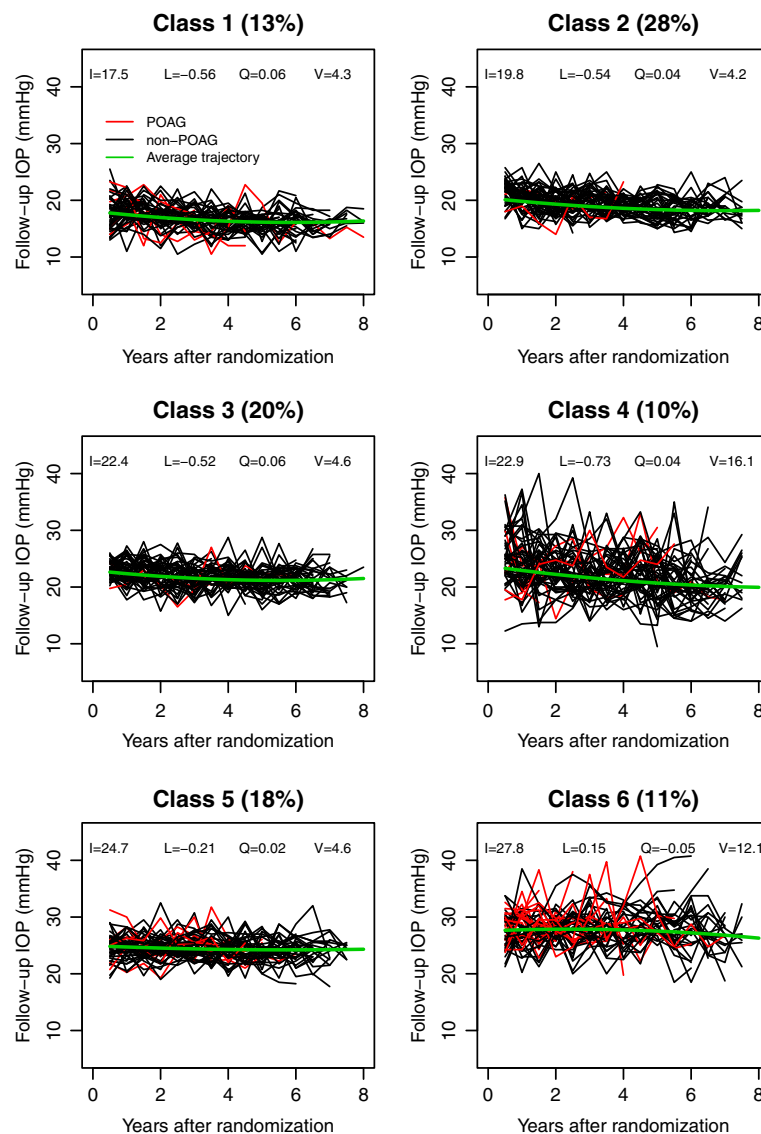 Class 1 (13%)
I=17.5 L=−0.56 Q=0.06 V=4.3
POAG
non−POAG
Average trajectory
Follow−up IOP (mmHg)
40
30
20
10
0 2 4 6 8
Years after randomization
Class 2 (28%)
I=19.8 L=−0.54 Q=0.04 V=4.2
Follow−up IOP (mmHg)
40
30
20
10
0 2 4 6 8
Years after randomization
Class 3 (20%)
I=22.4 L=−0.52 Q=0.06 V=4.6
Follow−up IOP (mmHg)
40
30
20
10
0 2 4 6 8
Years after randomization
Class 4 (10%)
I=22.9 L=−0.73 Q=0.04 V=16.1
Follow−up IOP (mmHg)
40
30
20
10
0 2 4 6 8
Years after randomization
Class 5 (18%)
I=24.7 L=−0.21 Q=0.02 V=4.6
Follow−up IOP (mmHg)
40
30
20
10
0 2 4 6 8
Years after randomization
Class 6 (11%)
I=27.8 L=0.15 Q=−0.05 V=12.1
Follow−up IOP (mmHg)
40
30
20
10
0 2 4 6 8
Years after randomization